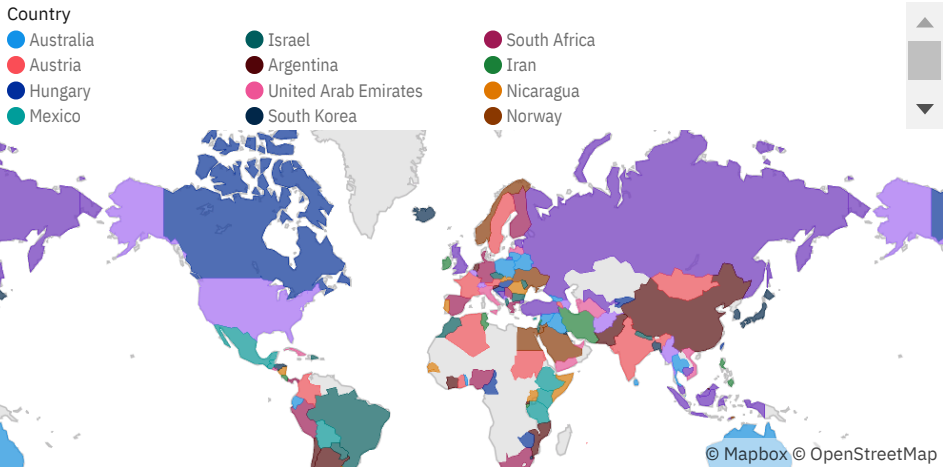 Country
Australia
Israel
South Africa
Austria
Argentina
Iran
Hungary
United Arab Emirates
Nicaragua
Mexico
South Korea
Norway
© Mapbox © OpenStreetMap